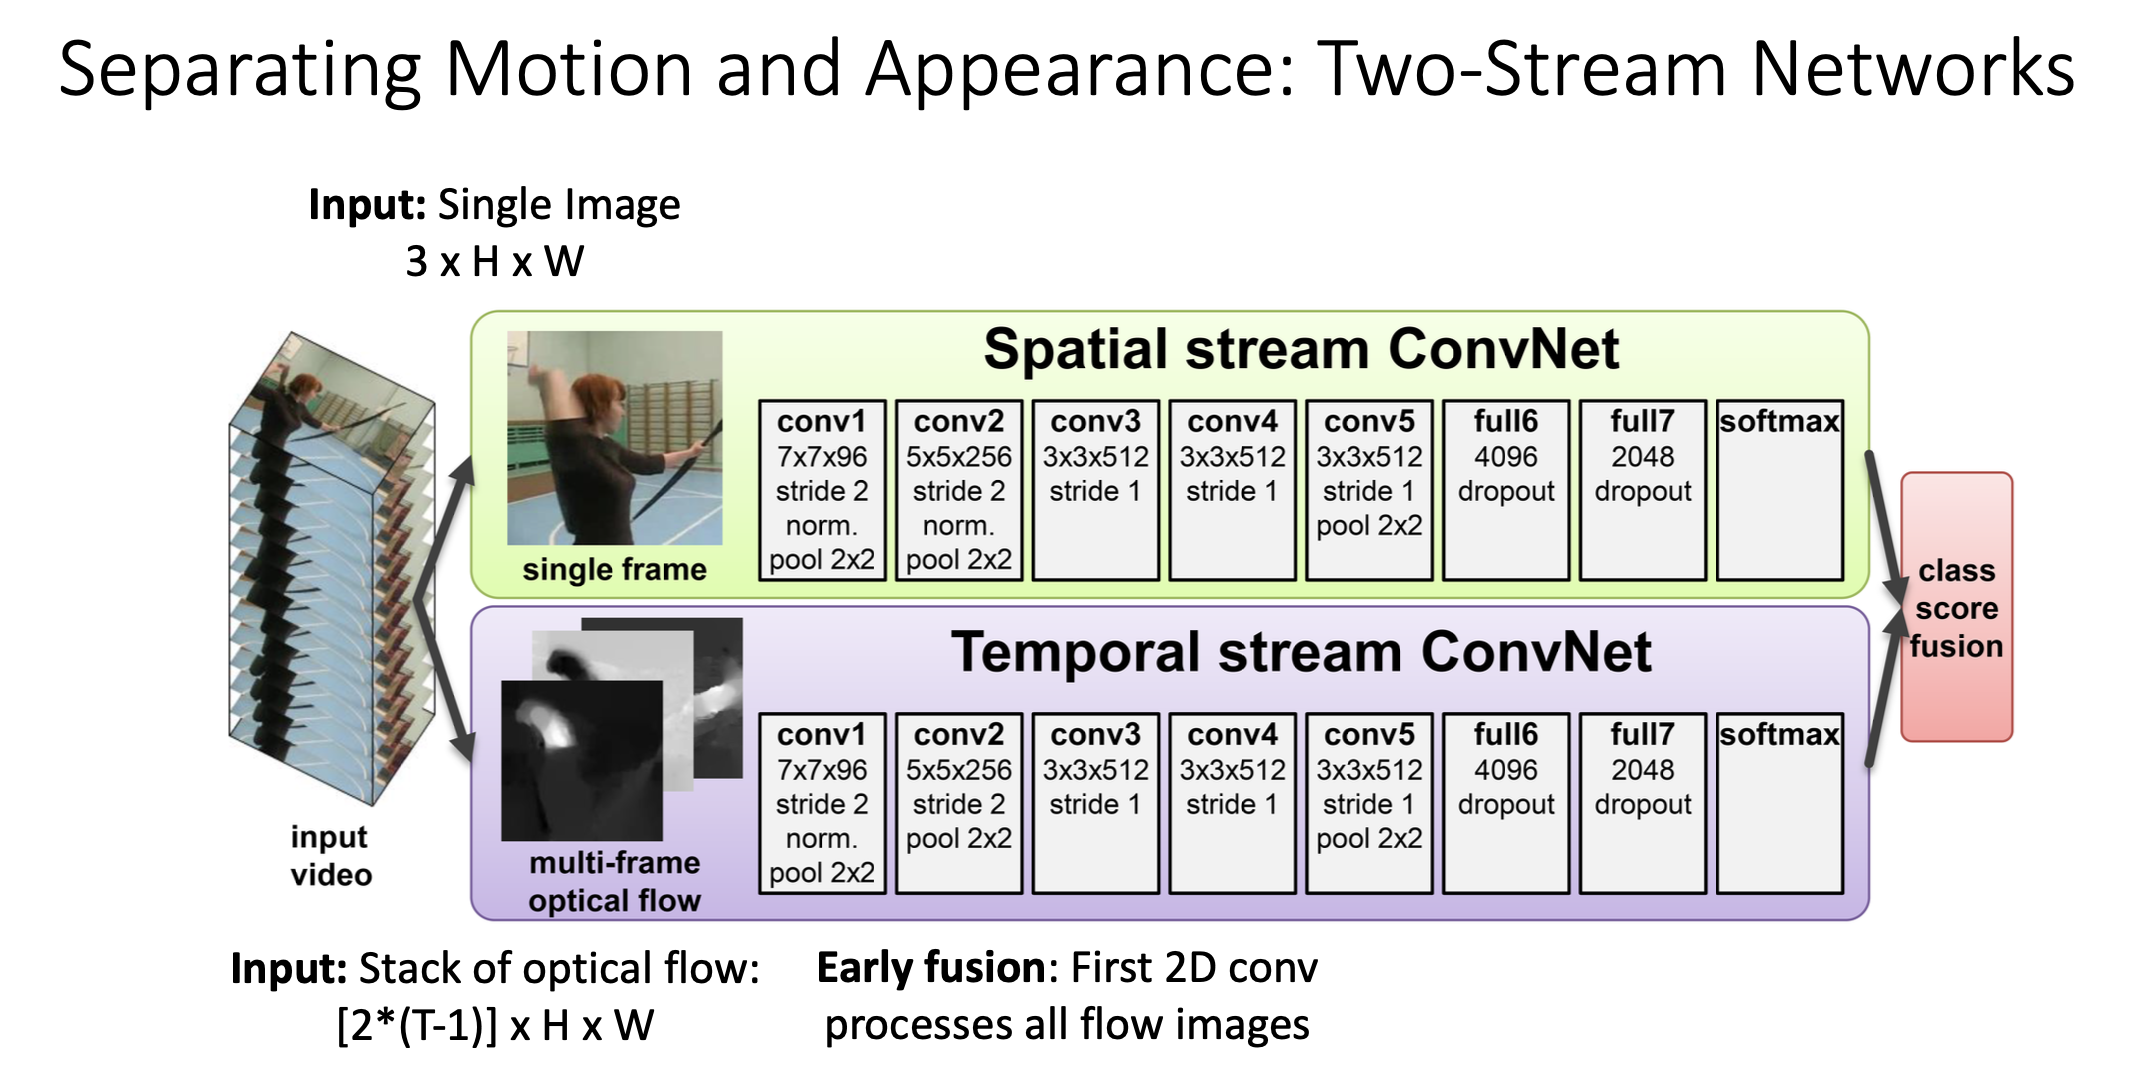 Separating Motion and Appearance: Two-Stream Networks
Input: Single Image
3 x H x W
Spatial stream ConvNet
single frame
conv1
7x7x96
stride 2
norm.
pool 2x2
conv2
5x5x256
stride 2
norm.
pool 2x2
conv3
3x3x512
stride 1
conv4
3x3x512
stride 1
conv5
3x3x512
stride 1
pool 2x2
full6
4096
dropout
full7
2048
dropout
softmax
input
video
Temporal stream ConvNet
multi-frame
optical flow
conv1
7x7x96
stride 2
norm.
pool 2x2
conv2
5x5x256
stride 2
pool 2x2
conv3
3x3x512
stride 1
conv4
3x3x512
stride 1
conv5
3x3x512
stride 1
pool 2x2
full6
4096
dropout
full7
2048
dropout
softmax
class
score
fusion
Input: Stack of optical flow:
[2*(T-1)] x H x W
Early fusion: First 2D conv
processes all flow images